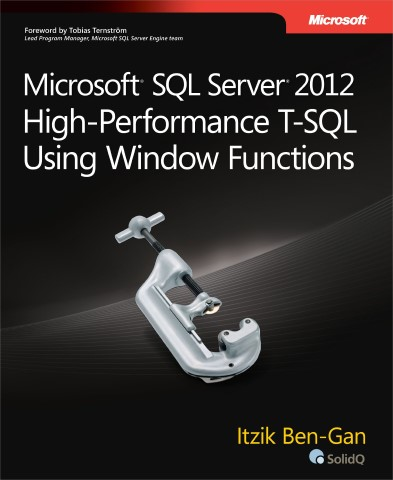 Foreword by Tobias Ternström
Lead Program Manager, Microsoft SQL Server Engine team
Microsoft
Microsoft® SQL Server® 2012
High-Performance T-SQL
Using Window Functions
Itzik Ben-Gan
SolidQ